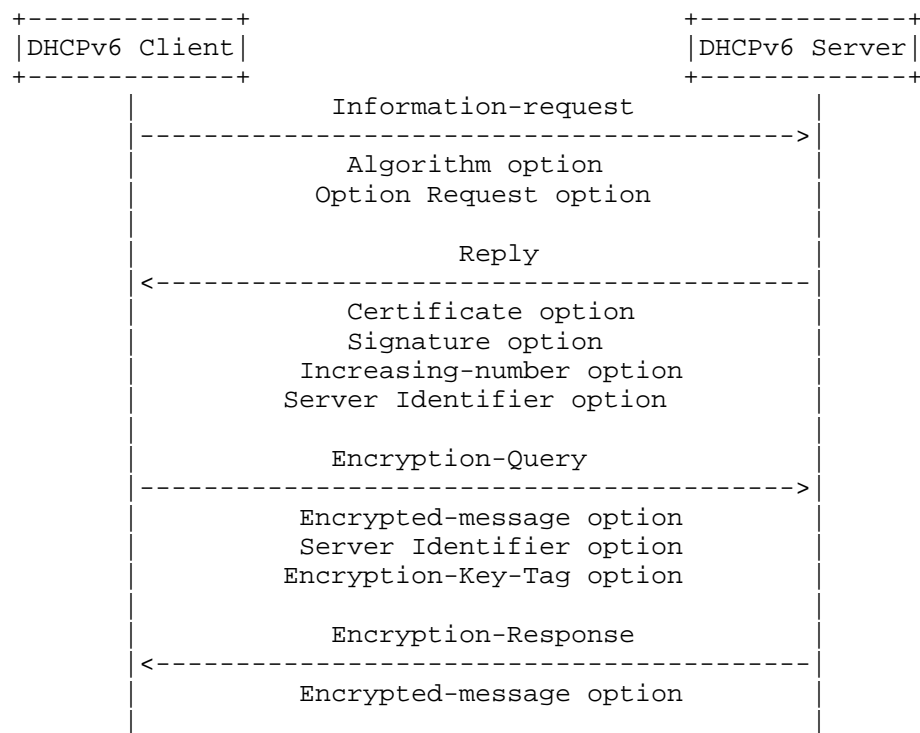 DHCPv6 Client DHCPv6 Server
Information-request
Algorithm option
Option Request option
Reply
Certificate option
Signature option
Increasing-number option
Server Identifier option
Encryption-Query
Encrypted-message option
Server Identifier option
Encryption-Key-Tag option
Encryption-Response
Encrypted-message option